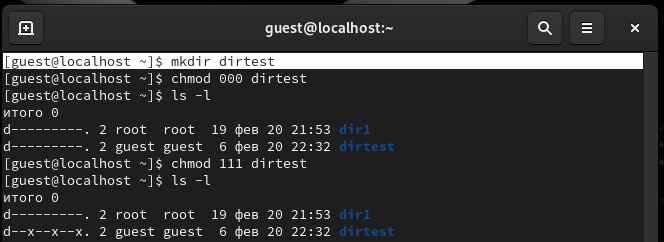 guest@localhost:~
[guest@localhost ~]$ mkdir dirtest
[guest@localhost ~]$ chmod 000 dirtest
[guest@localhost ~]$ ls -l
итого 0
d---------. 2 root  root  19 фев 20 21:53 dir1
d---------. 2 guest guest  6 фев 20 22:32 dirtest
[guest@localhost ~]$ chmod 111 dirtest
[guest@localhost ~]$ ls -l
итого 0
d---------. 2 root  root  19 фев 20 21:53 dir1
d--x--x--x. 2 guest guest  6 фев 20 22:32 dirtest